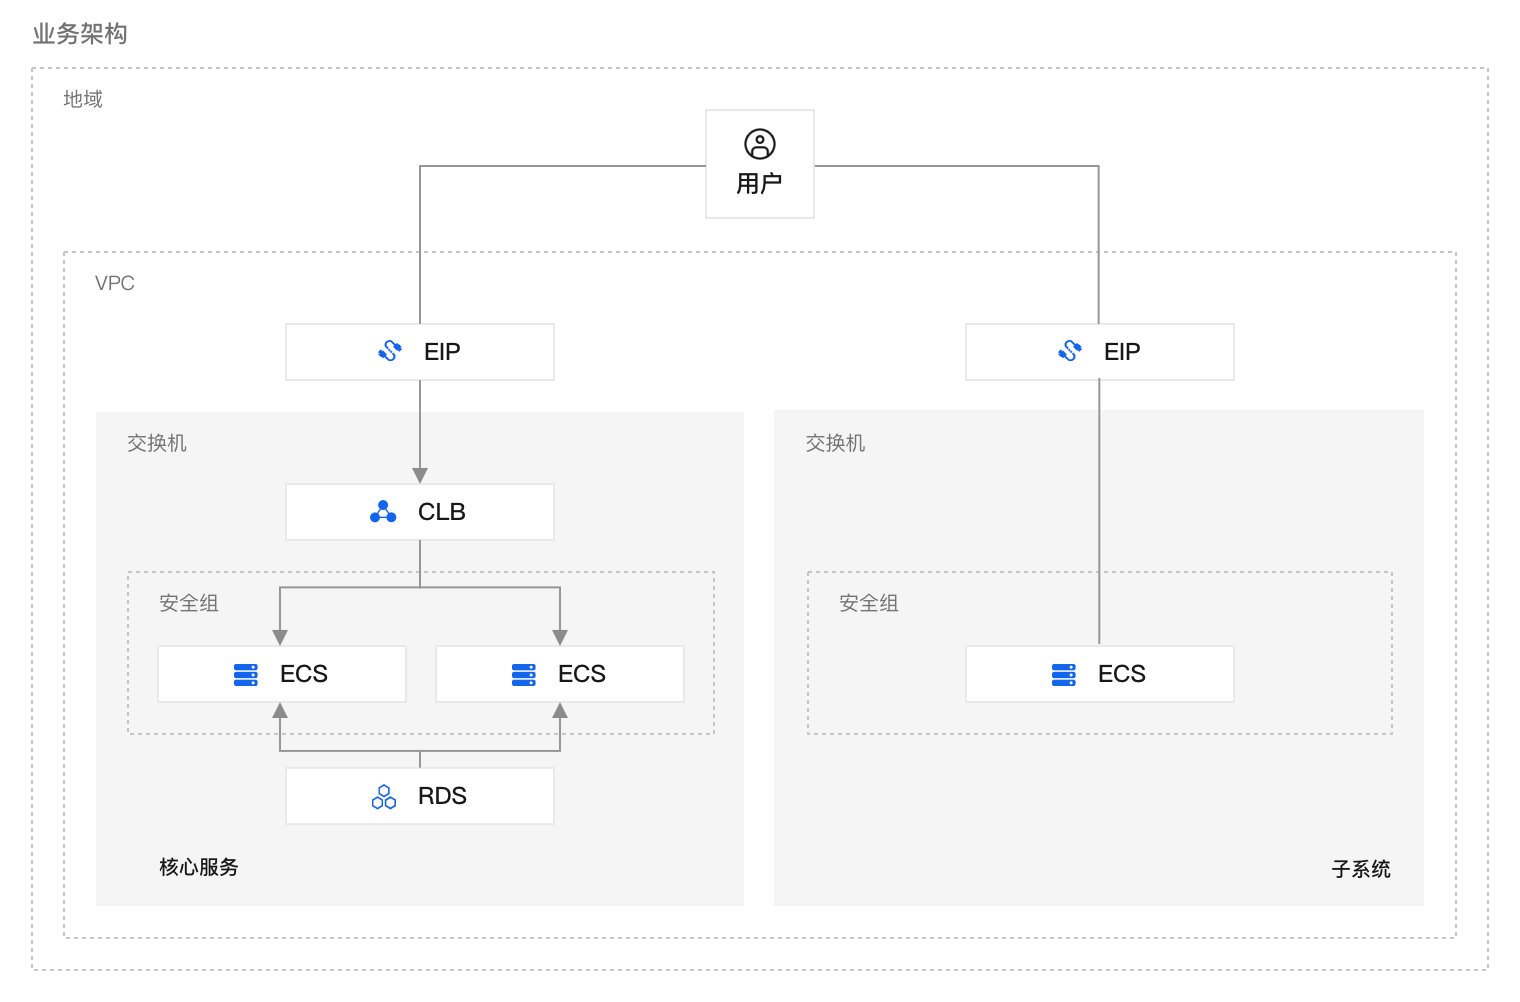 业务架构
地域
用户
VPC
EIP
EIP
交换机
交换机
CLB
安全组
安全组
ECS
ECS
ECS
RDS
核心服务
子系统